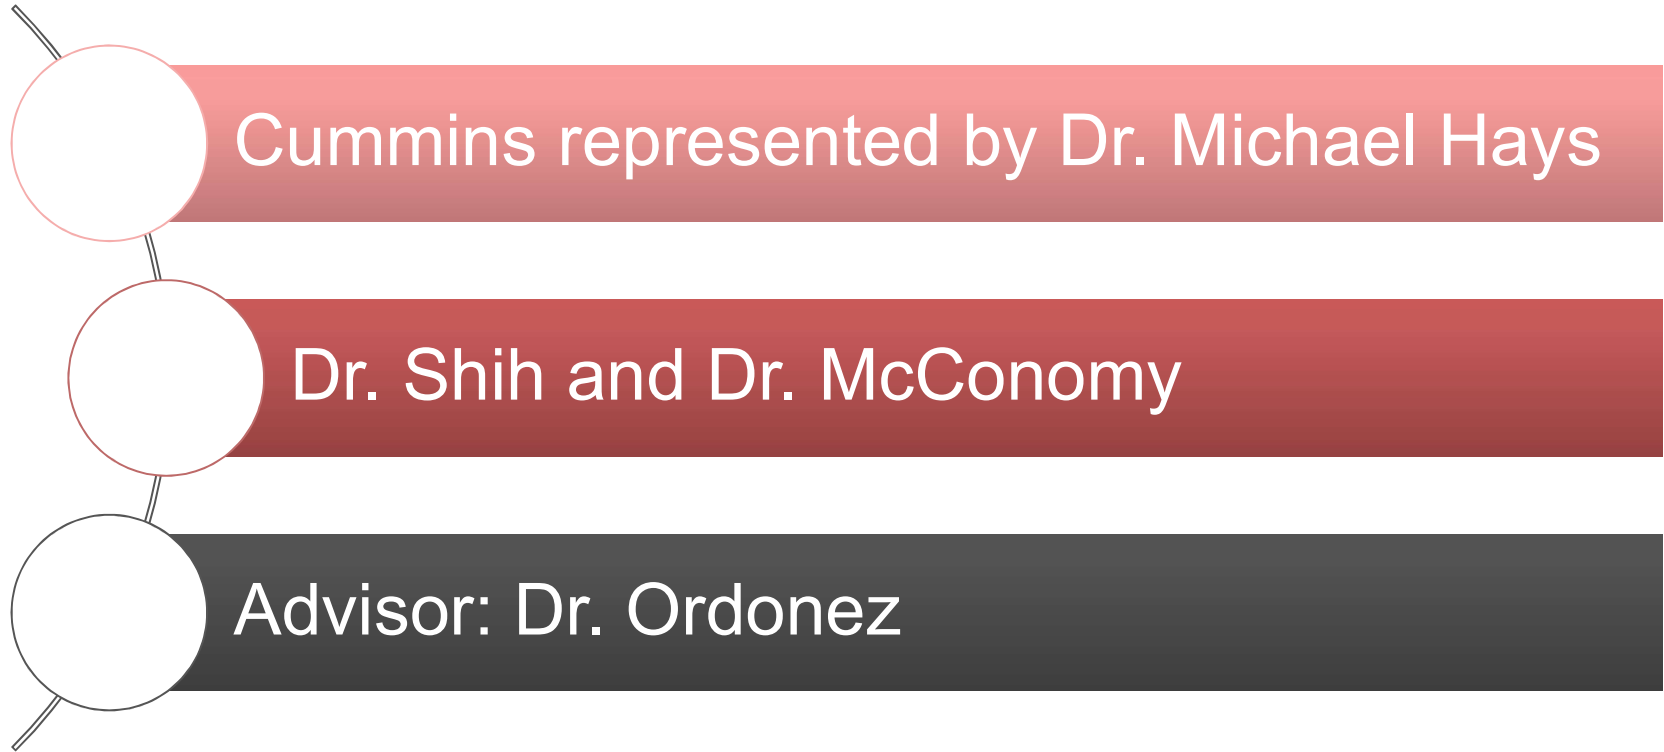 Cummins represented by Dr. Michael Hays
Dr. Shih and Dr. McConomy
Advisor: Dr. Ordonez